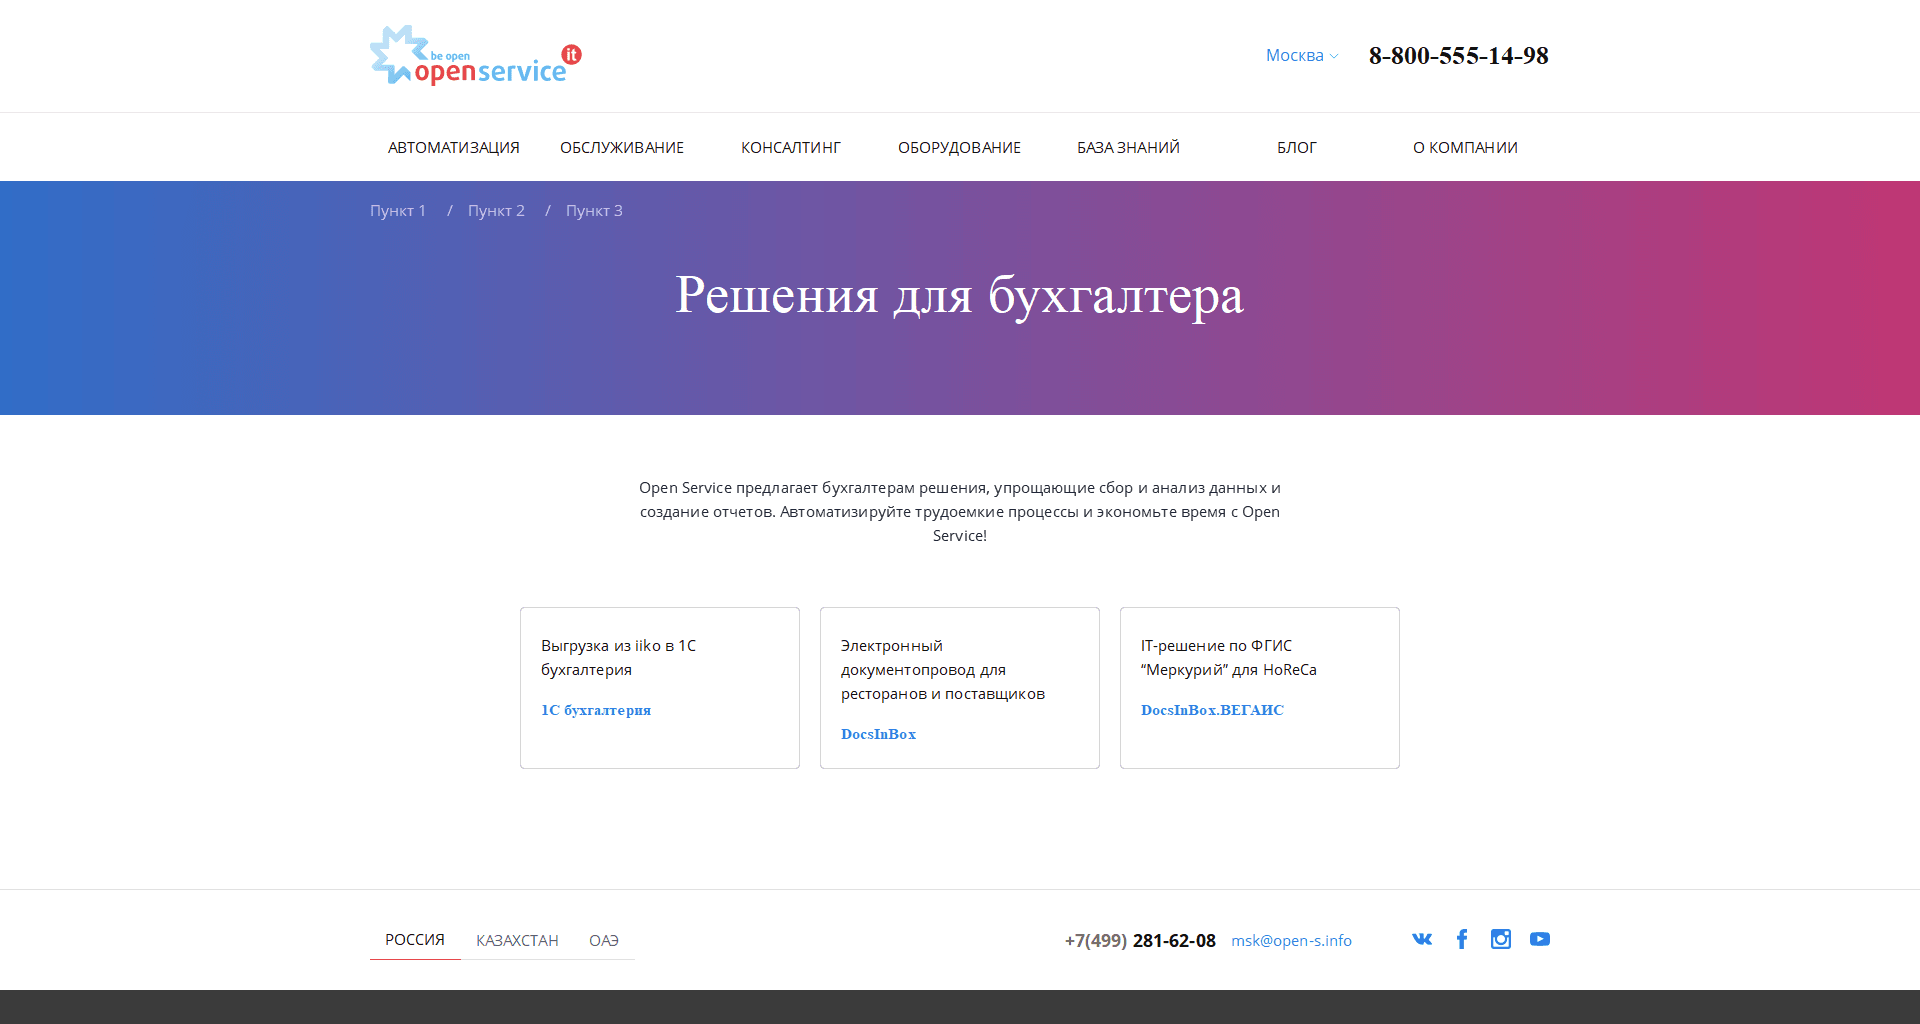 be open
openservice it
Москва
8-800-555-14-98
АВТОМАТИЗАЦИЯ ОБСЛУЖИВАНИЕ КОНСАЛТИНГ ОБОРУДОВАНИЕ БАЗА ЗНАНИЙ БЛОГ О КОМПАНИИ
Пункт 1 / Пункт 2 / Пункт 3
Решения для бухгалтера
Open Service предлагает бухгалтерам решения, упрощающие сбор и анализ данных и
создание отчетов. Автоматизируйте трудоемкие процессы и экономьте время с Open
Service!
Выгрузка из iiko в 1С
бухгалтерия
1С бухгалтерия
Электронный
документопровод для
ресторанов и поставщиков
DocsInBox
IT-решение по ФГИС
“Меркурий” для HoReCa
DocsInBox.ВЕГАИС
РОССИЯ КАЗАХСТАН ОАЭ
+7(499) 281-62-08 msk@open-s.info